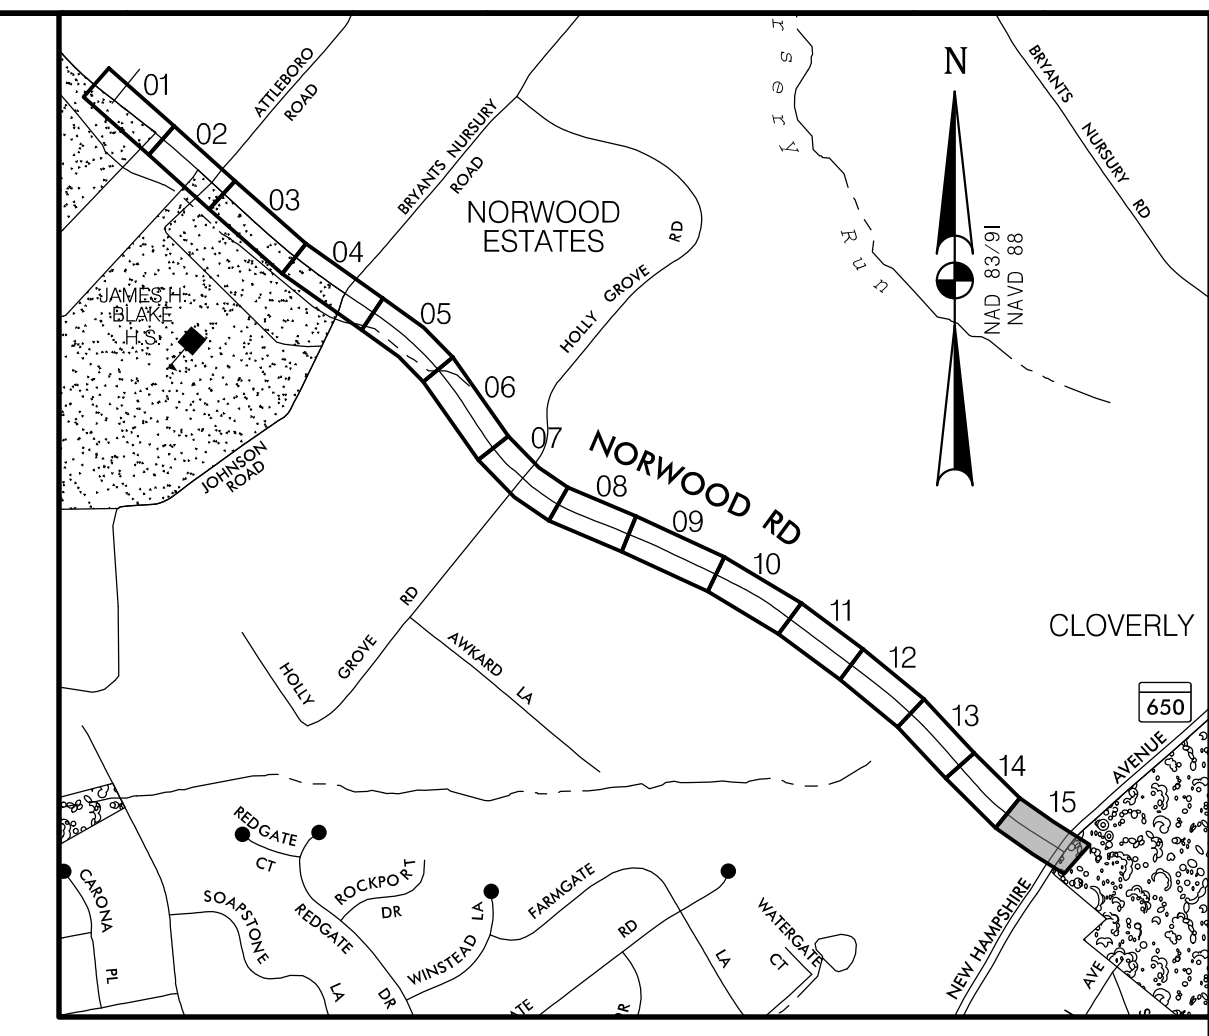 01
02
03
04
05
06
07
08
09
10
11
12
13
14
15
ATTLEBORO
ROAD
BRYANTS NURSURY
ROAD
NORWOOD
ESTATES
HOLLY GROVE RD
rsery
Run
N
NAD 83/91
NAVD 88
BRYANTS NURSURY RD
JAMES H.
BLAKE
H.S.
JOHNSON
ROAD
NORWOOD RD
HOLLY GROVE RD
AWKARD LA
CLOVERLY
650
NEW HAMPSHIRE AVENUE
REDGATE
CT
ROCKPORT
DR
SOAPSTONE LA
REDGATE DR
CARONA PL
WINSTEAD LA
FARMGATE LA
RD
WATERGATE
CT
ATE
AVE